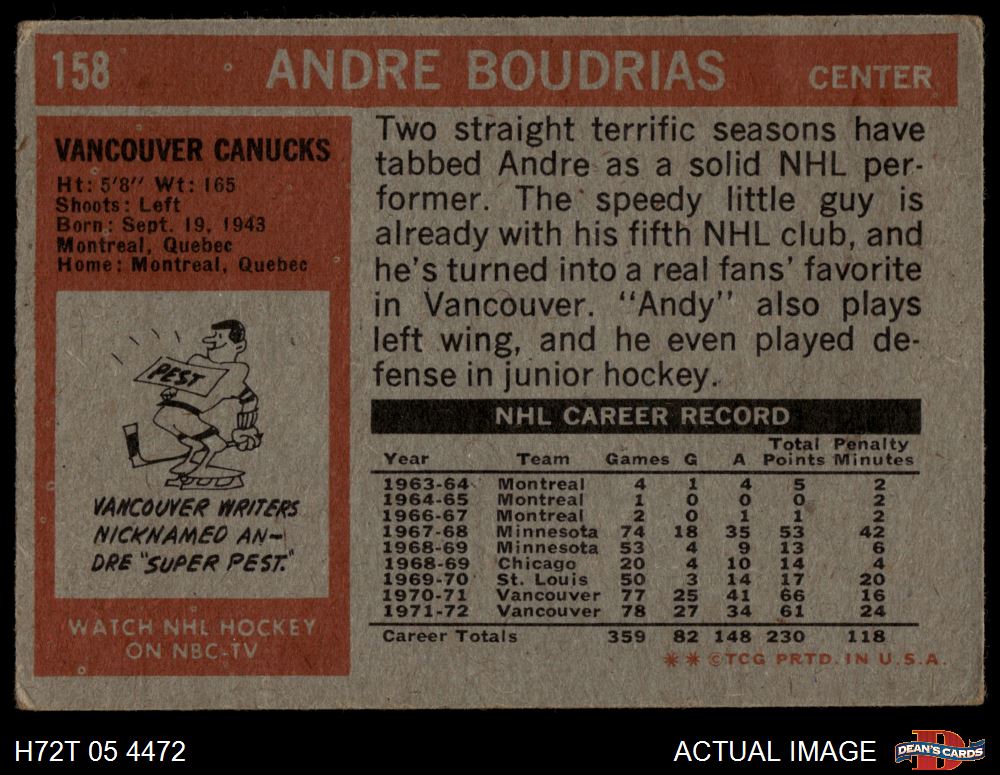 158 ANDRE BOUDRIAS CENTER
VANCOUVER CANUCKS
Ht: 5'8" Wt: 165
Shoots: Left
Born: Sept. 19, 1943
Montreal, Quebec
Home: Montreal, Quebec
PEST
VANCOUVER WRITERS
NICKNAMED AN-
DRE "SUPER PEST."
WATCH NHL HOCKEY
ON NBC-TV
Two straight terrific seasons have
tabbed Andre as a solid NHL per-
former. The speedy little guy is
already with his fifth NHL club, and
he's turned into a real fans' favorite
in Vancouver. "Andy" also plays
left wing, and he even played de-
fense in junior hockey.
NHL CAREER RECORD
Total Penalty
Year Team Games G A Points Minutes
1963-64 Montreal 4 1 4 5 2
1964-65 Montreal 1 0 0 0 2
1966-67 Montreal 2 0 1 1 2
1967-68 Minnesota 74 18 35 53 42
1968-69 Minnesota 53 4 9 13 6
1968-69 Chicago 20 4 10 14 4
1969-70 St. Louis 50 3 14 17 20
1970-71 Vancouver 77 25 41 66 16
1971-72 Vancouver 78 27 34 61 24
Career Totals 359 82 148 230 118
** ©TCG PRTD. IN U.S.A.
H72T 05 4472 ACTUAL IMAGE D DEAN'S CARDS